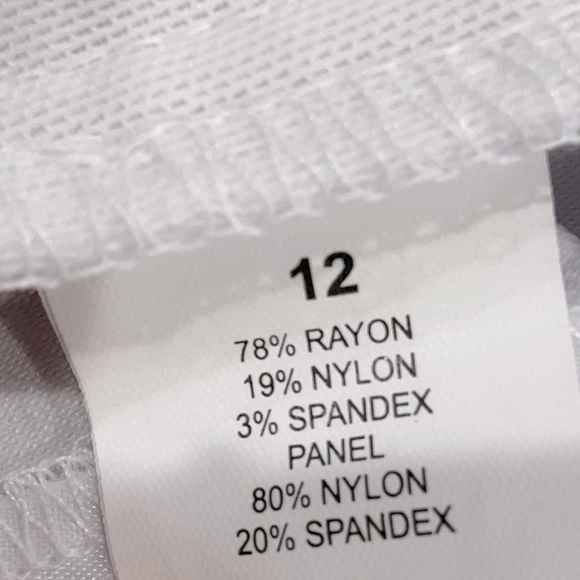 12
78% RAYON
19% NYLON
3% SPANDEX
PANEL
80% NYLON
20% SPANDEX